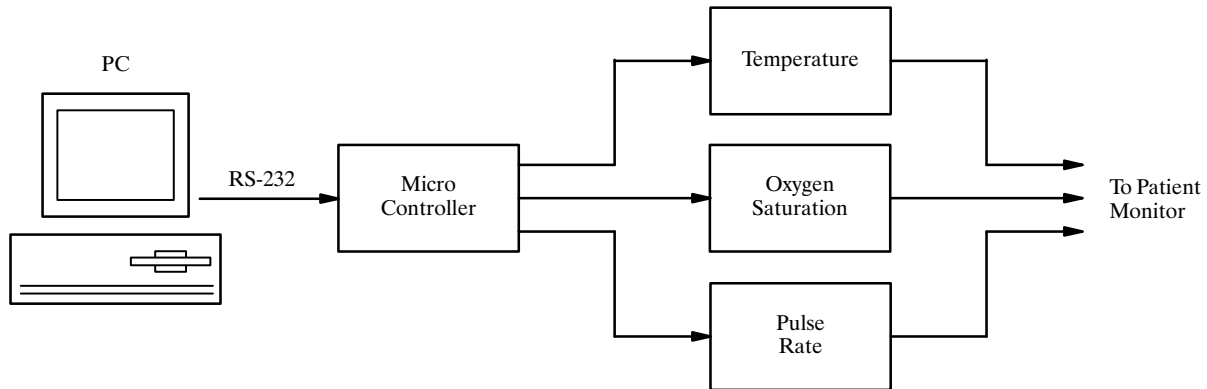 PC
RS-232
Micro
Controller
Temperature
Oxygen
Saturation
Pulse
Rate
To Patient
Monitor